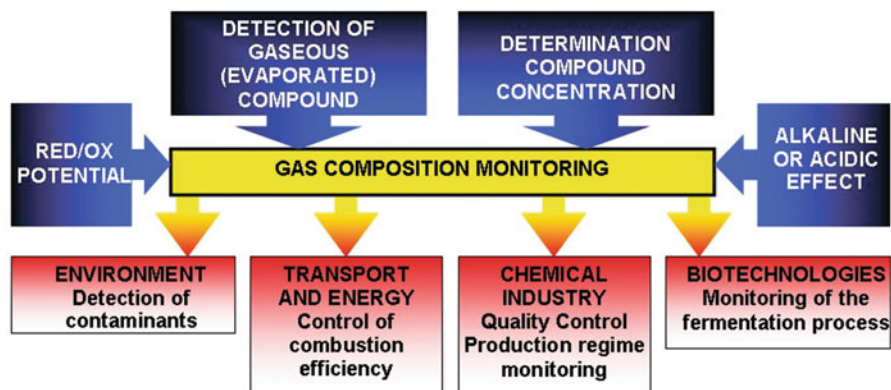 DETECTION OF
GASEOUS
(EVAPORATED)
COMPOUND
DETERMINATION
COMPOUND
CONCENTRATION
RED/OX
POTENTIAL
GAS COMPOSITION MONITORING
ALKALINE
OR ACIDIC
EFFECT
ENVIRONMENT
Detection of
contaminants
TRANSPORT
AND ENERGY
Control of
combustion
efficiency
CHEMICAL
INDUSTRY
Quality Control
Production regime
monitoring
BIOTECHNOLOGIES
Monitoring of the
fermentation process